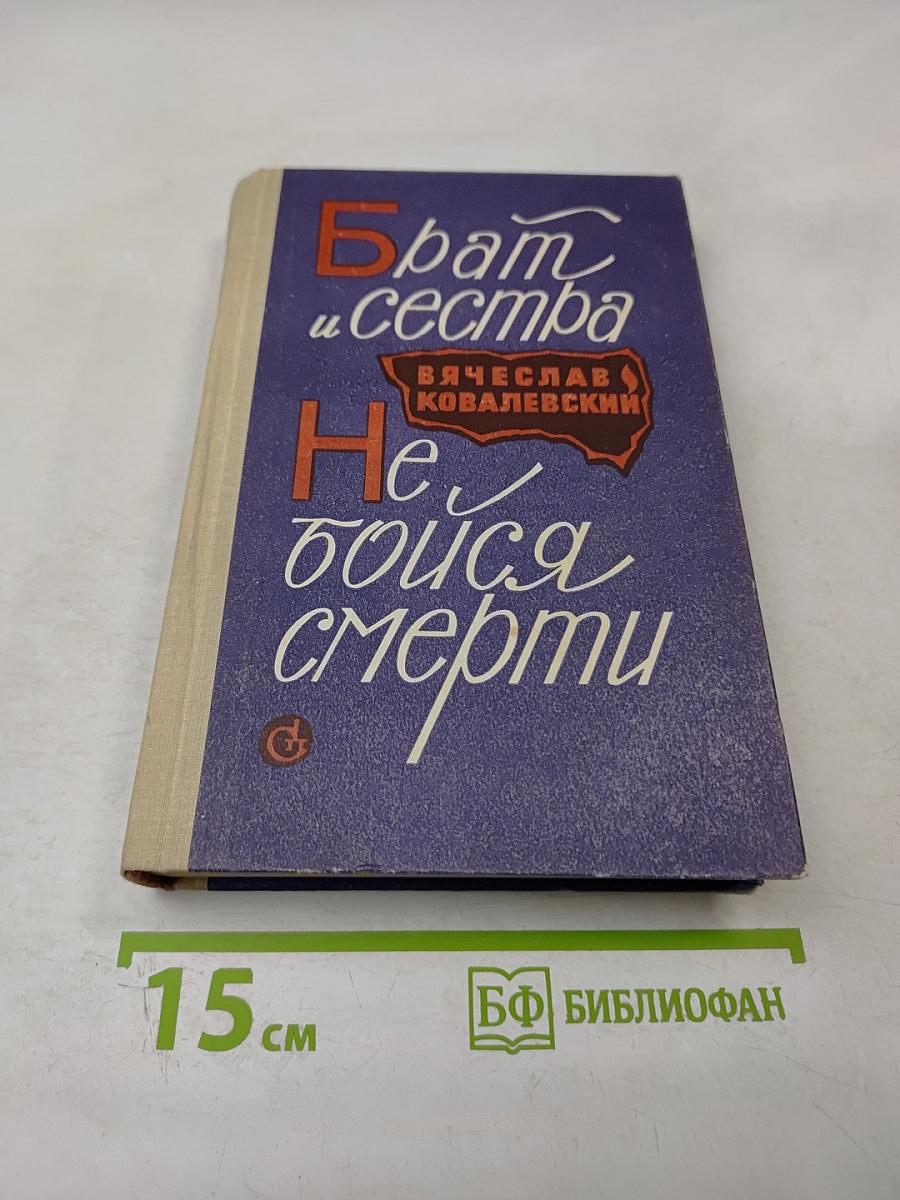 Брат
и сестра
ВЯЧЕСЛАВ
КОВАЛЕВСКИЙ
Не
бойся
смерти
15 см
БФ БИБЛИОФАН